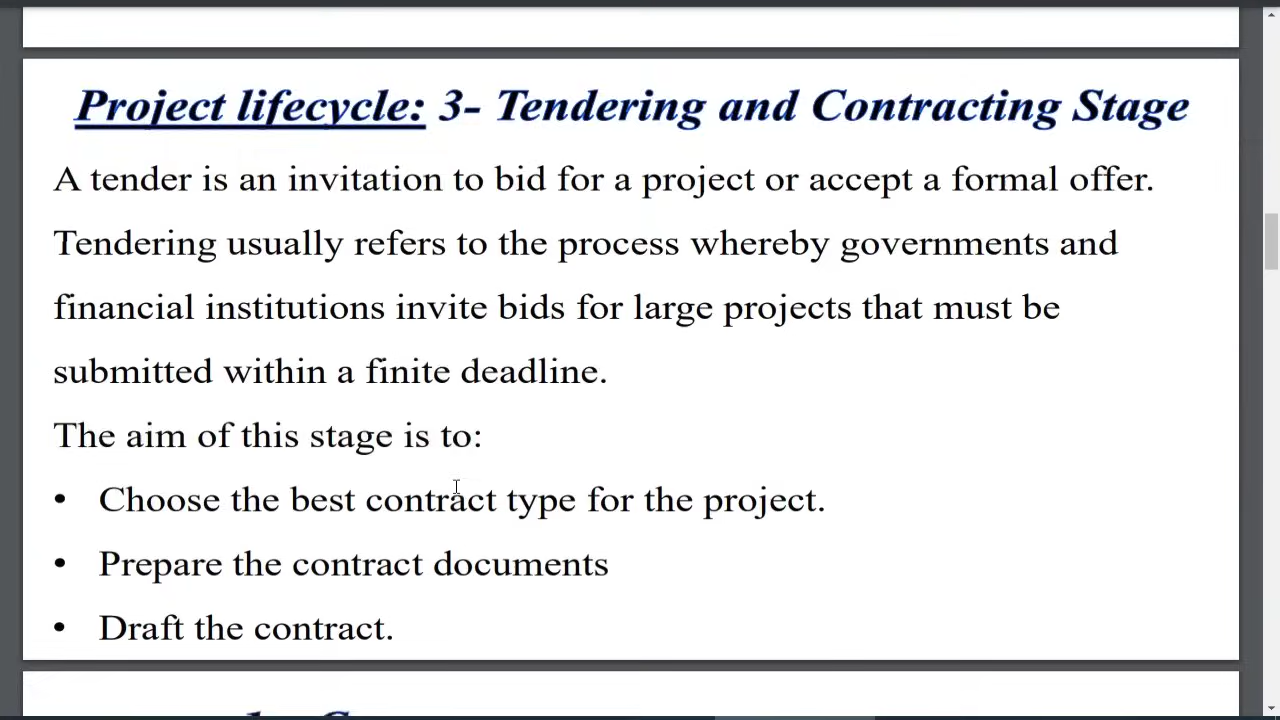 Project lifecycle: 3- Tendering and Contracting Stage
A tender is an invitation to bid for a project or accept a formal offer.
Tendering usually refers to the process whereby governments and
financial institutions invite bids for large projects that must be
submitted within a finite deadline.
The aim of this stage is to:
• Choose the best contract type for the project.
• Prepare the contract documents
• Draft the contract.